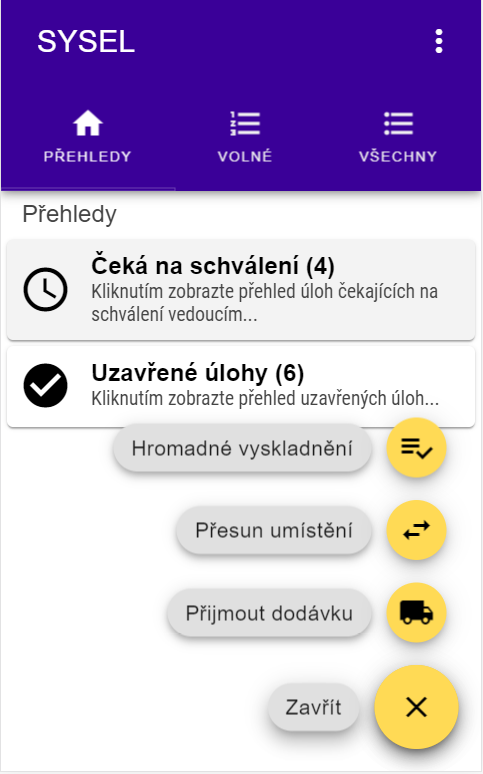 SYSEL
PŘEHLEDY
VOLNÉ
VŠECHNY
Přehledy
Čeká na schválení (4)
Kliknutím zobrazte přehled úloh čekajících na
schválení vedoucím...
Uzavřené úlohy (6)
Kliknutím zobrazte přehled uzavřených úloh...
Hromadné vyskladnění
Přesun umístění
Přijmout dodávku
Zavřít